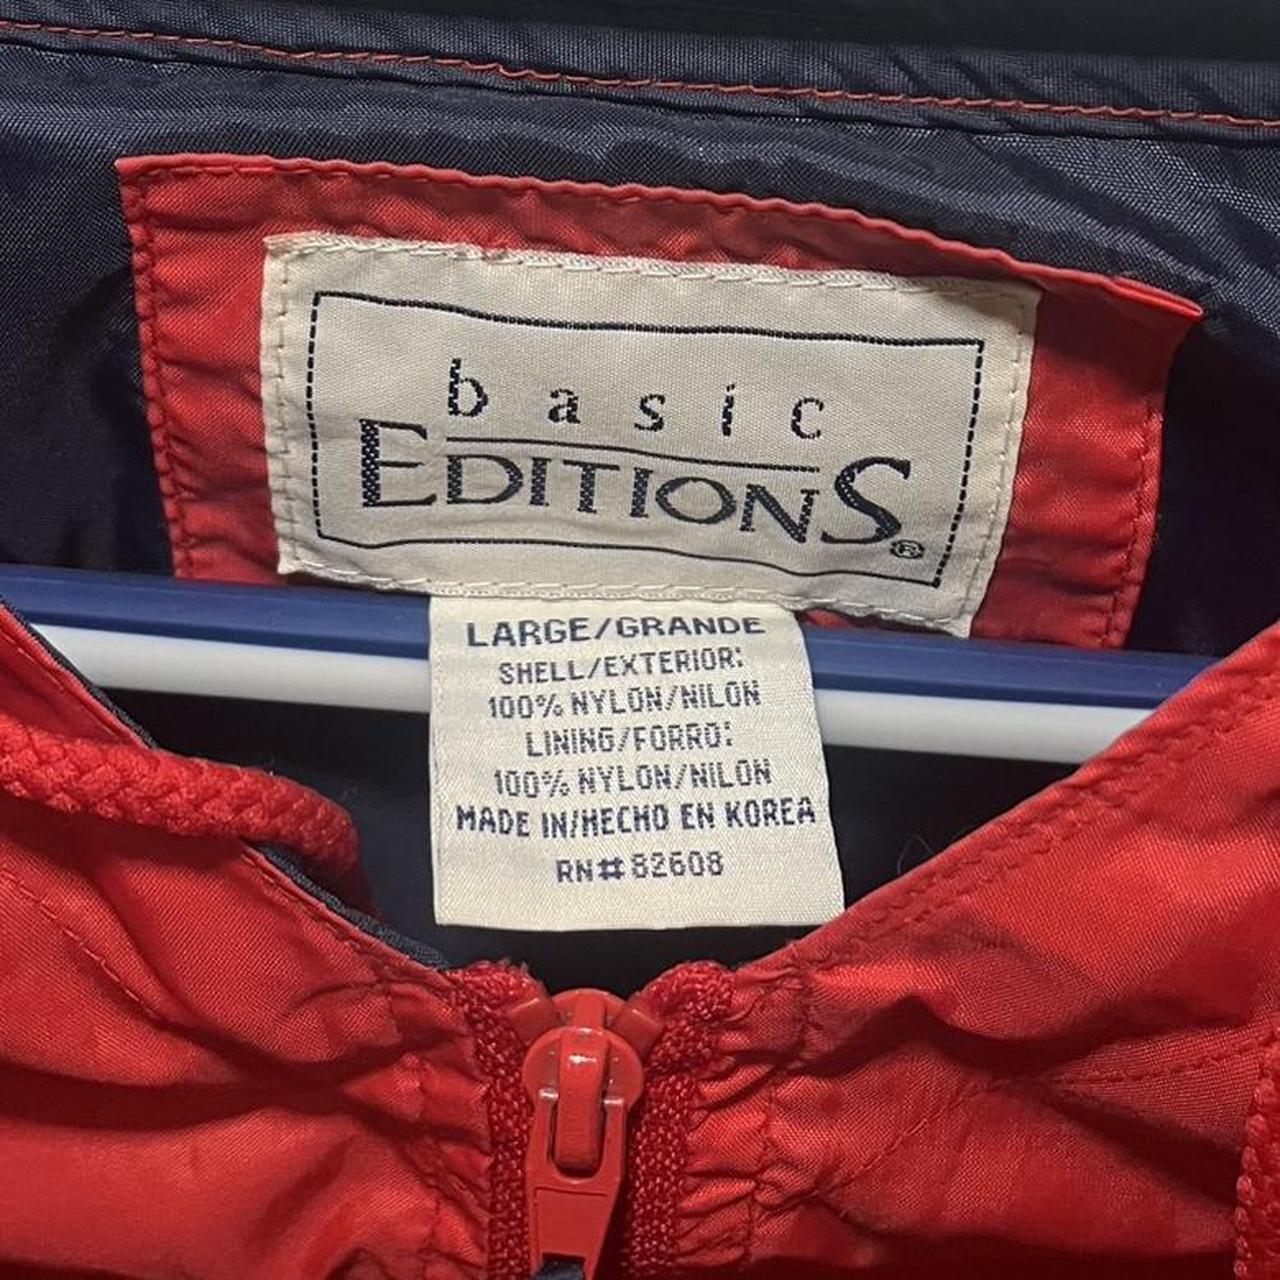 basic
EDITIONS®
LARGE/GRANDE
SHELL/EXTERIOR:
100% NYLON/NILON
LINING/FORRO:
100% NYLON/NILON
MADE IN/HECHO EN KOREA
RN#82608